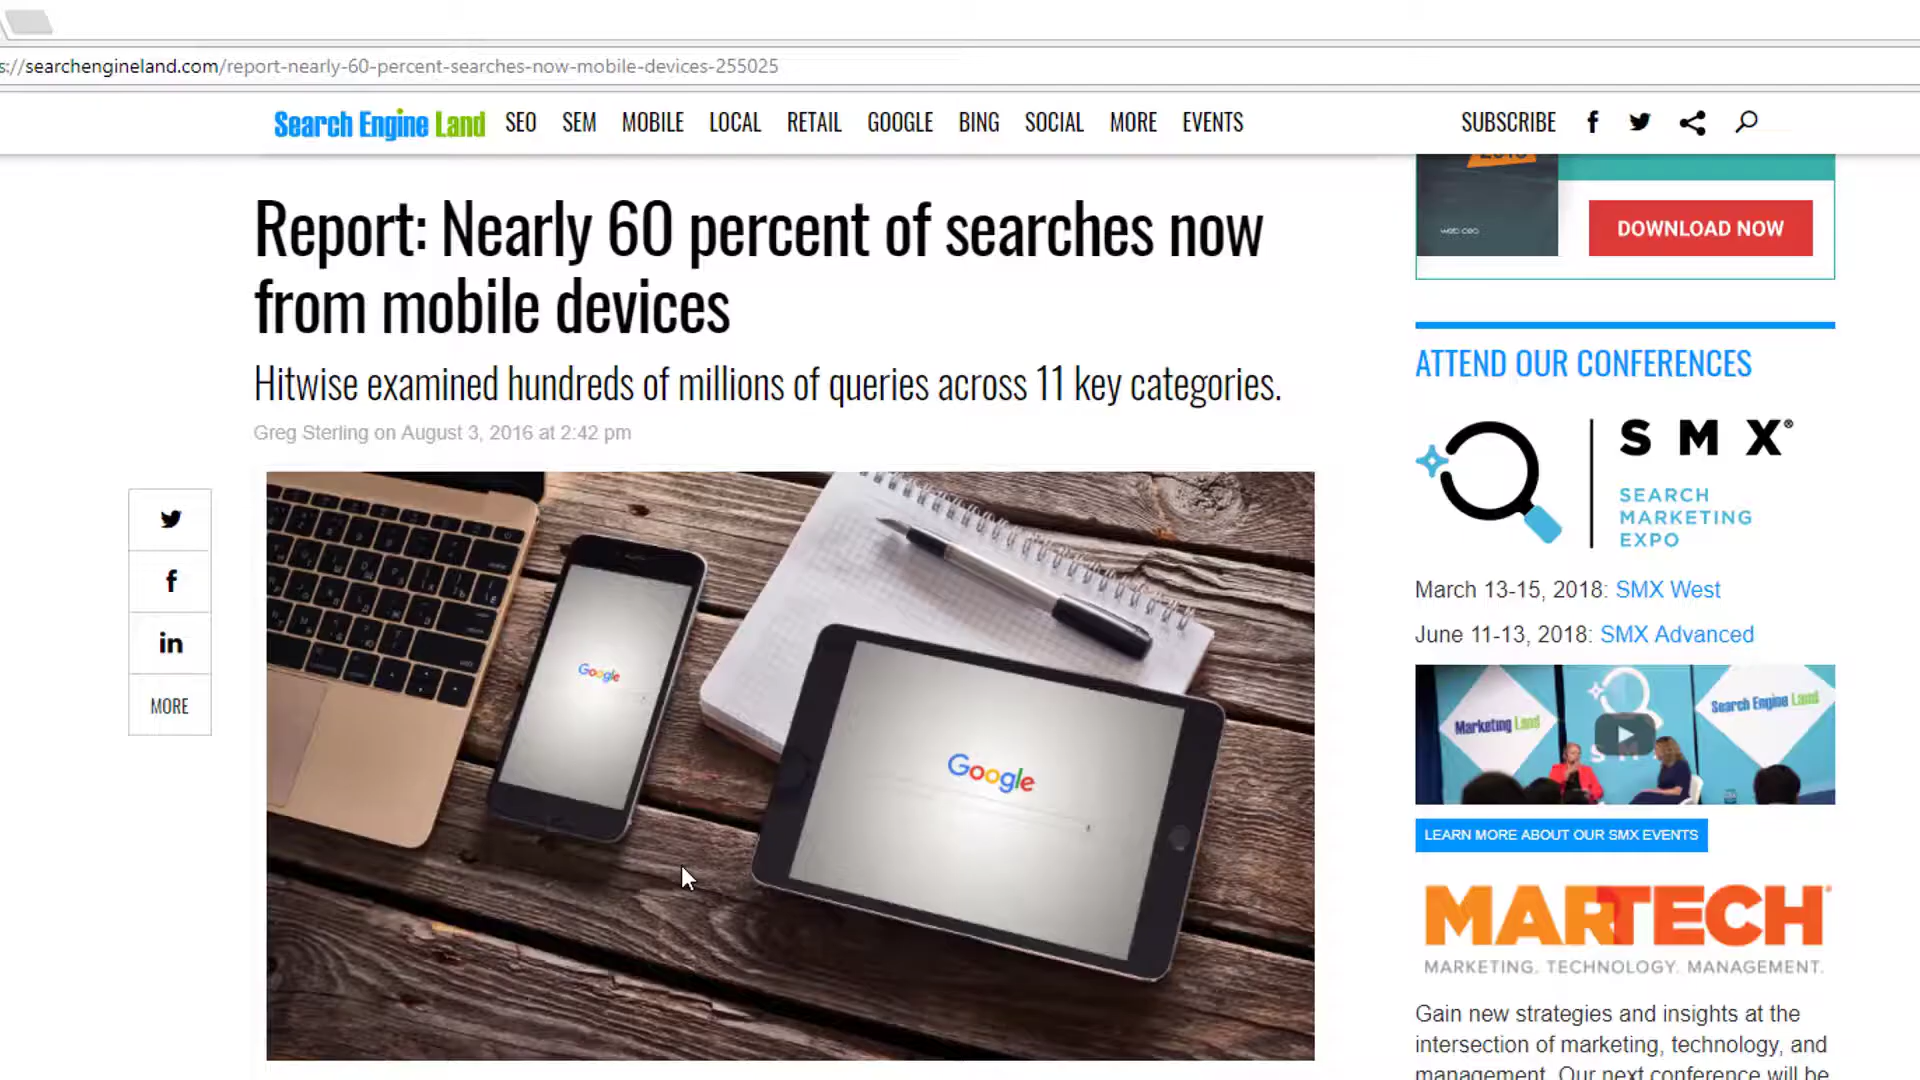 s://searchengineland.com/report-nearly-60-percent-searches-now-mobile-devices-255025
Search Engine Land SEO SEM MOBILE LOCAL RETAIL GOOGLE BING SOCIAL MORE EVENTS SUBSCRIBE
Report: Nearly 60 percent of searches now
from mobile devices
Hitwise examined hundreds of millions of queries across 11 key categories.
Greg Sterling on August 3, 2016 at 2:42 pm
in
MORE
Google
Google
web ceo
DOWNLOAD NOW
ATTEND OUR CONFERENCES
SMX®
SEARCH
MARKETING
EXPO
March 13-15, 2018: SMX West
June 11-13, 2018: SMX Advanced
Marketing Land
Search Engine Land
LEARN MORE ABOUT OUR SMX EVENTS
MARTECH®
MARKETING. TECHNOLOGY. MANAGEMENT.
Gain new strategies and insights at the
intersection of marketing, technology, and
management. Our next conference will be